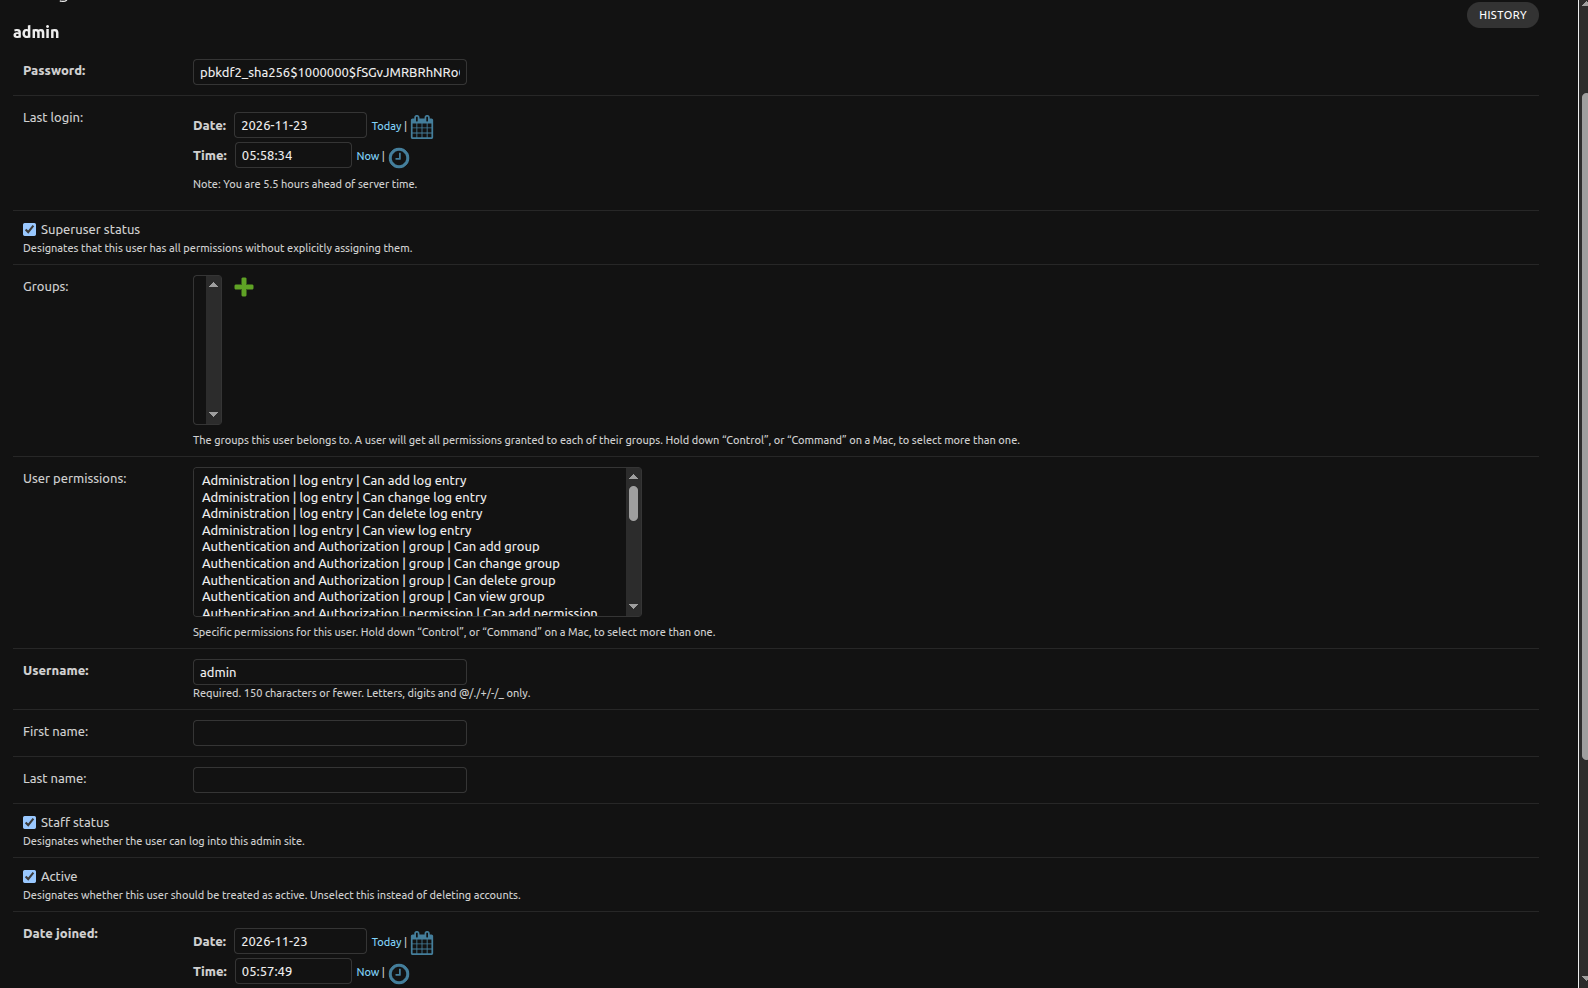 HISTORY
admin
Password:
pbkdf2_sha256$1000000$fSGvJMRBRhNRo
Last login:
Date: 2026-11-23 Today |
Time: 05:58:34 Now |
Note: You are 5.5 hours ahead of server time.
Superuser status
Designates that this user has all permissions without explicitly assigning them.
Groups:
The groups this user belongs to. A user will get all permissions granted to each of their groups. Hold down “Control”, or “Command” on a Mac, to select more than one.
User permissions:
Administration | log entry | Can add log entry
Administration | log entry | Can change log entry
Administration | log entry | Can delete log entry
Administration | log entry | Can view log entry
Authentication and Authorization | group | Can add group
Authentication and Authorization | group | Can change group
Authentication and Authorization | group | Can delete group
Authentication and Authorization | group | Can view group
Authentication and Authorization | permission | Can add permission
Specific permissions for this user. Hold down “Control”, or “Command” on a Mac, to select more than one.
Username:
admin
Required. 150 characters or fewer. Letters, digits and @/./+/-/_ only.
First name:
Last name:
Staff status
Designates whether the user can log into this admin site.
Active
Designates whether this user should be treated as active. Unselect this instead of deleting accounts.
Date joined:
Date: 2026-11-23 Today |
Time: 05:57:49 Now |